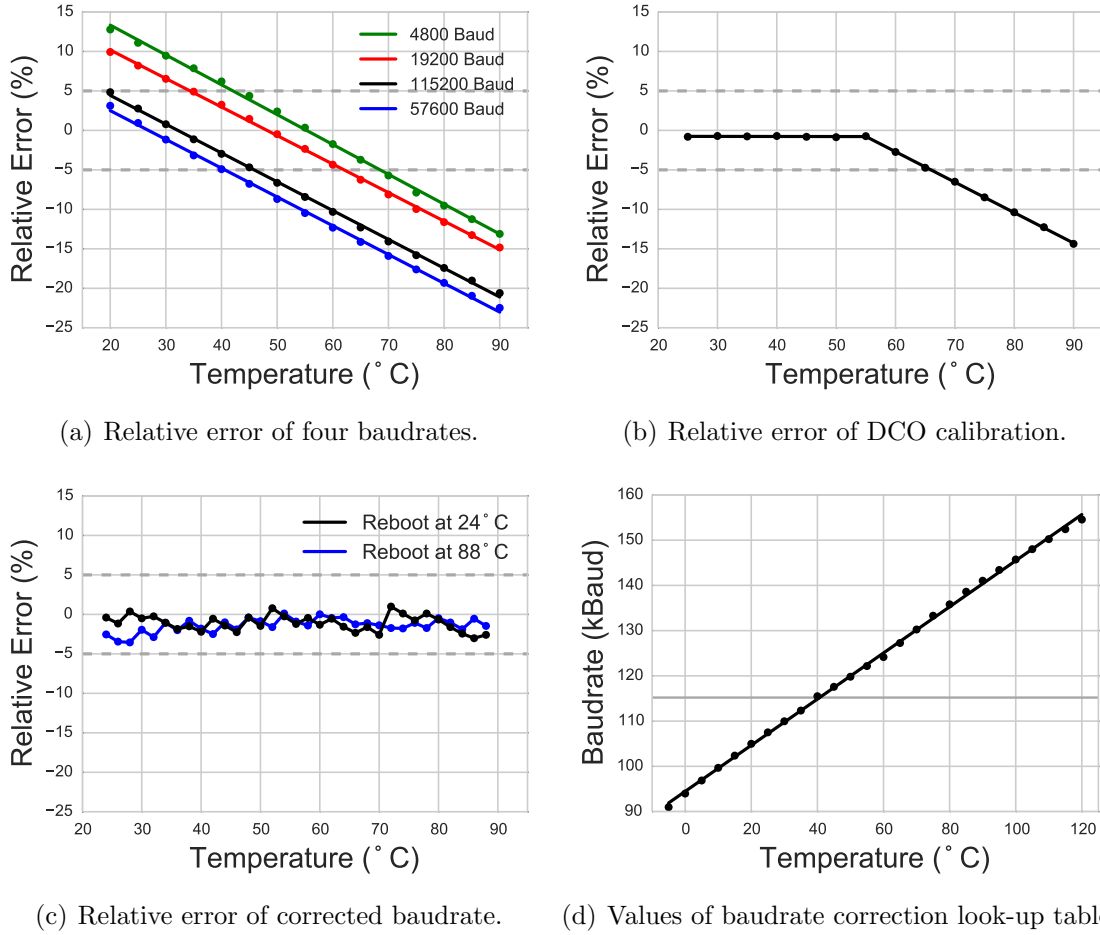 15
10
5
0
−5
−10
−15
−20
−25
Relative Error (%)
4800 Baud
19200 Baud
115200 Baud
57600 Baud
20 30 40 50 60 70 80 90
Temperature (° C)
(a) Relative error of four baudrates.
15
10
5
0
−5
−10
−15
−20
−25
Relative Error (%)
20 30 40 50 60 70 80 90
Temperature (° C)
(b) Relative error of DCO calibration.
15
10
5
0
−5
−10
−15
−20
−25
Relative Error (%)
Reboot at 24° C
Reboot at 88° C
20 30 40 50 60 70 80 90
Temperature (° C)
(c) Relative error of corrected baudrate.
160
150
140
130
120
110
100
90
Baudrate (kBaud)
0 20 40 60 80 100 120
Temperature (° C)
(d) Values of baudrate correction look-up table